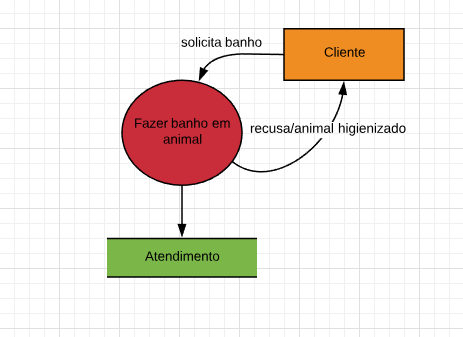 solicita banho
Cliente
Fazer banho em
animal
recusa/animal higienizado
Atendimento